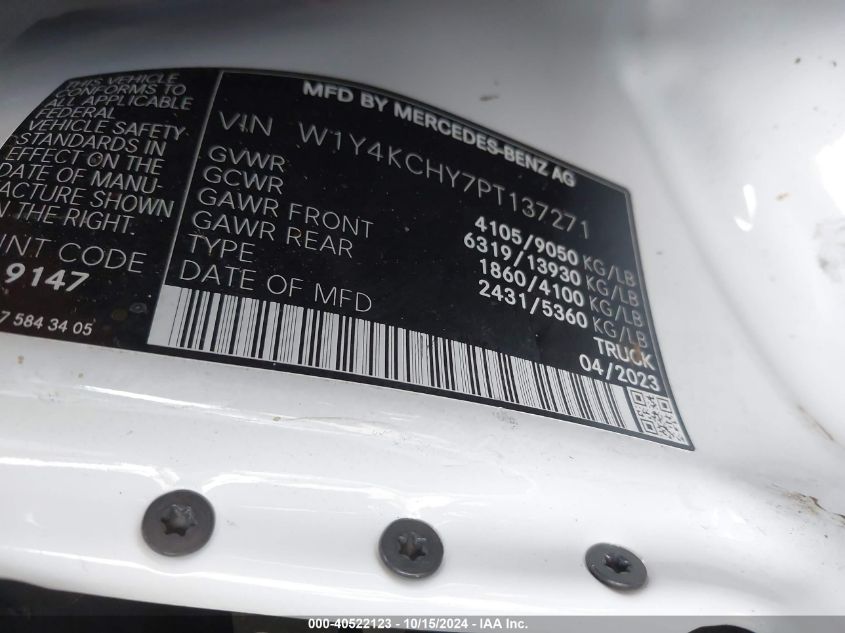 THIS VEHICLE
CONFORMS TO
ALL APPLICABLE
FEDERAL
VEHICLE SAFETY
STANDARDS IN
EFFECT ON THE
DATE OF MANU-
FACTURE SHOWN
IN THE RIGHT.
INT CODE
9147
7 584 34 05
MFD BY MERCEDES-BENZ AG
VIN W1Y4KCHY7PT137271
GVWR 4105/9050 KG/LB
GCWR 6319/13930 KG/LB
GAWR FRONT 1860/4100 KG/LB
GAWR REAR 2431/5360 KG/LB
TYPE TRUCK
DATE OF MFD 04/2023
000-40522123 - 10/15/2024 - IAA Inc.